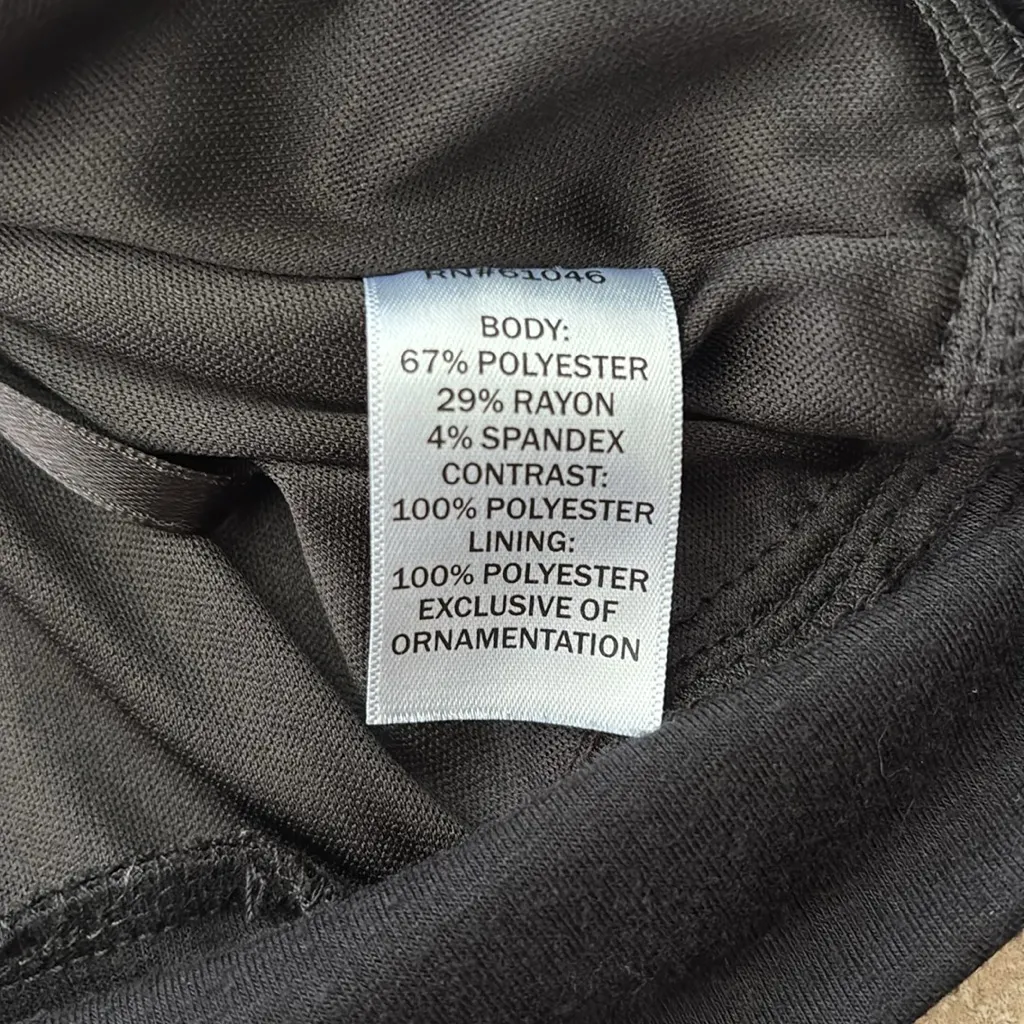 RN#61046
BODY:
67% POLYESTER
29% RAYON
4% SPANDEX
CONTRAST:
100% POLYESTER
LINING:
100% POLYESTER
EXCLUSIVE OF
ORNAMENTATION